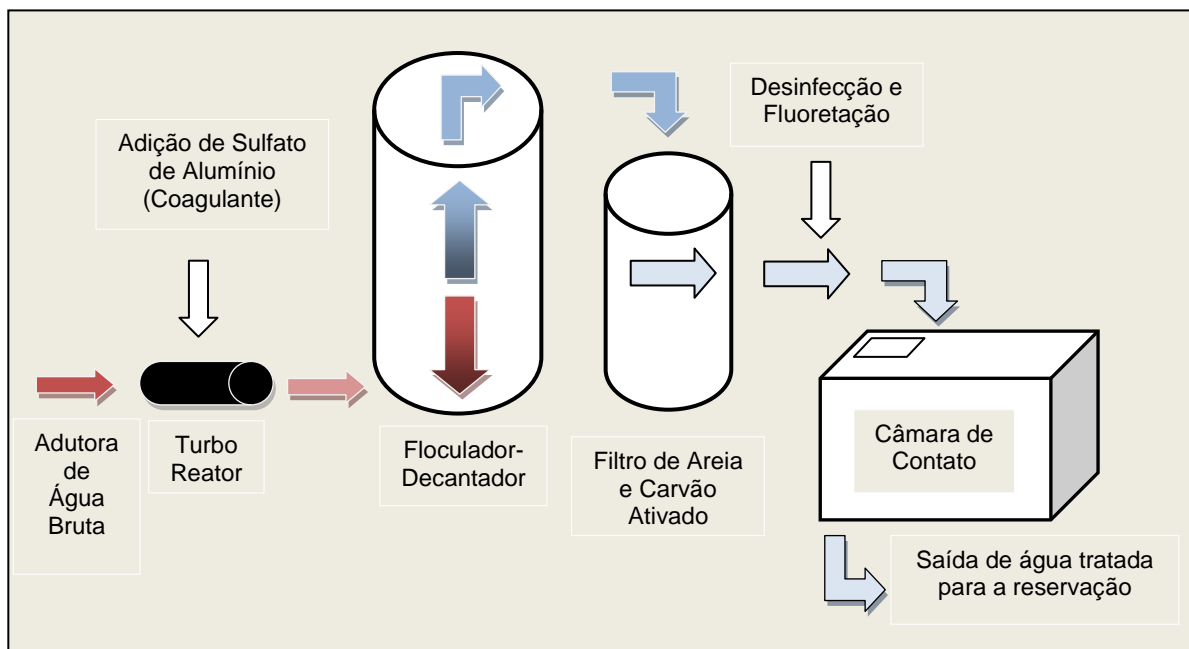 Adição de Sulfato
de Alumínio
(Coagulante)
Desinfecção e
Fluoretação
Adutora
de
Água
Bruta
Turbo
Reator
Floculador-
Decantador
Filtro de Areia
e Carvão
Ativado
Câmara de
Contato
Saída de água tratada
para a reservação